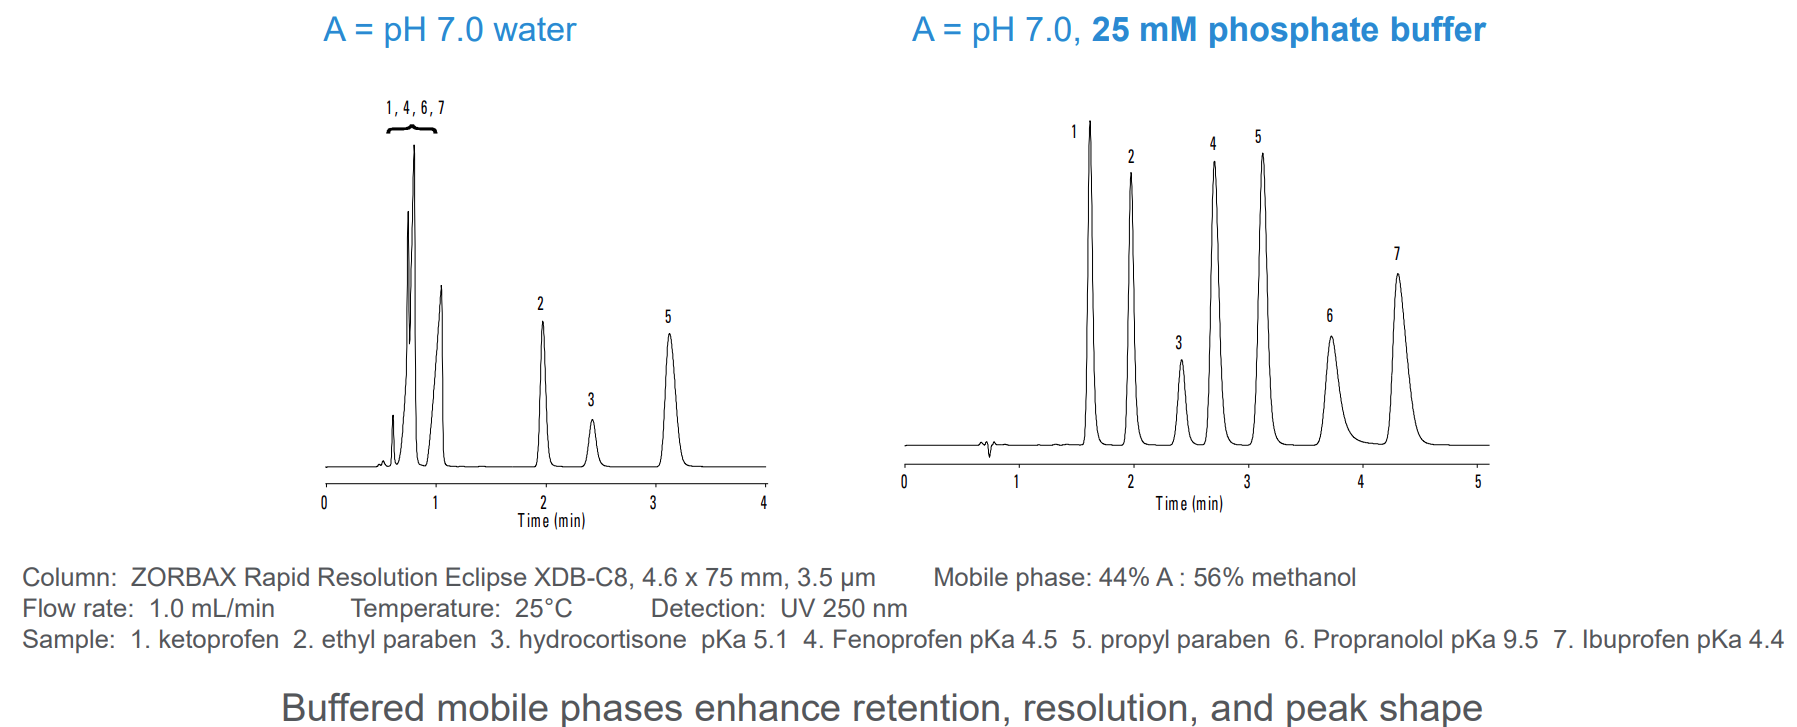 A = pH 7.0 water
A = pH 7.0, 25 mM phosphate buffer
1, 4, 6, 7
2
3
5
0 1 2 3 4
Time (min)
1
2
3
4
5
6
7
0 1 2 3 4 5
Time (min)
Column: ZORBAX Rapid Resolution Eclipse XDB-C8, 4.6 x 75 mm, 3.5 µm Mobile phase: 44% A : 56% methanol
Flow rate: 1.0 mL/min Temperature: 25°C Detection: UV 250 nm
Sample: 1. ketoprofen 2. ethyl paraben 3. hydrocortisone pKa 5.1 4. Fenoprofen pKa 4.5 5. propyl paraben 6. Propranolol pKa 9.5 7. Ibuprofen pKa 4.4
Buffered mobile phases enhance retention, resolution, and peak shape